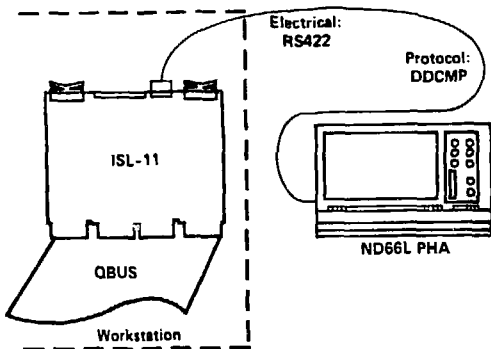 Electrical:
RS422
Protocol:
DDCMP
ISL-11
ND66L PHA
QBUS
Workstation